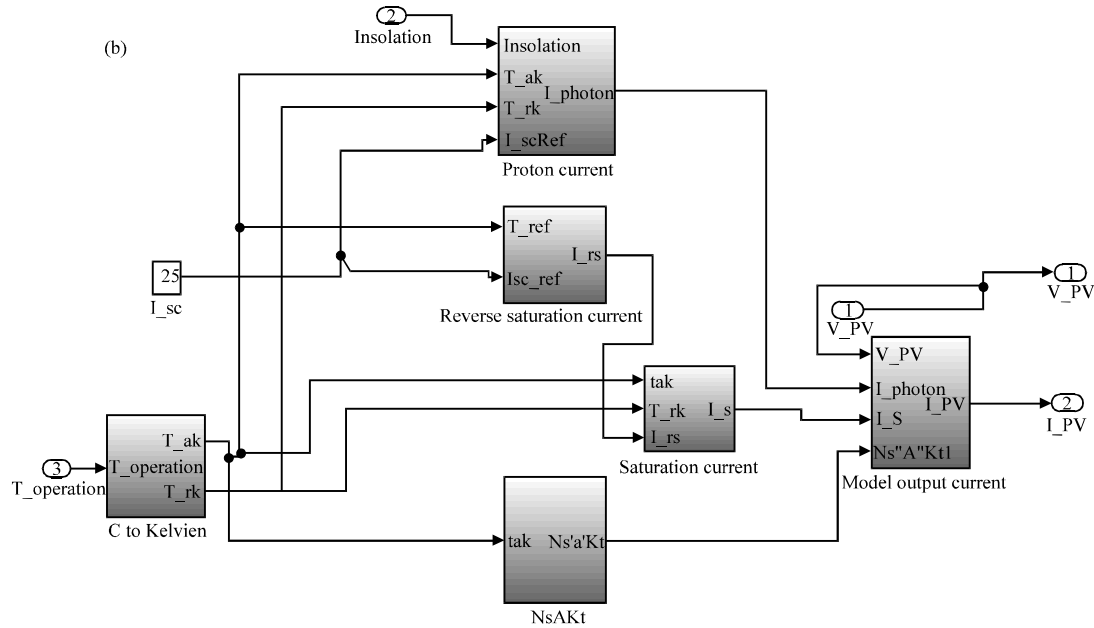 (b)
2
Insolation
Insolation
T_ak
I_photon
T_rk
I_scRef
Proton current
T_ref
I_rs
Isc_ref
Reverse saturation current
25
I_sc
1
V_PV
1
V_PV
V_PV
I_photon
I_PV
I_S
Ns"A"Ktl
Model output current
2
I_PV
tak
T_rk
I_s
I_rs
Saturation current
3
T_operation
T_ak
T_operation
T_rk
C to Kelvien
tak
Ns'a'Kt
NsAKt